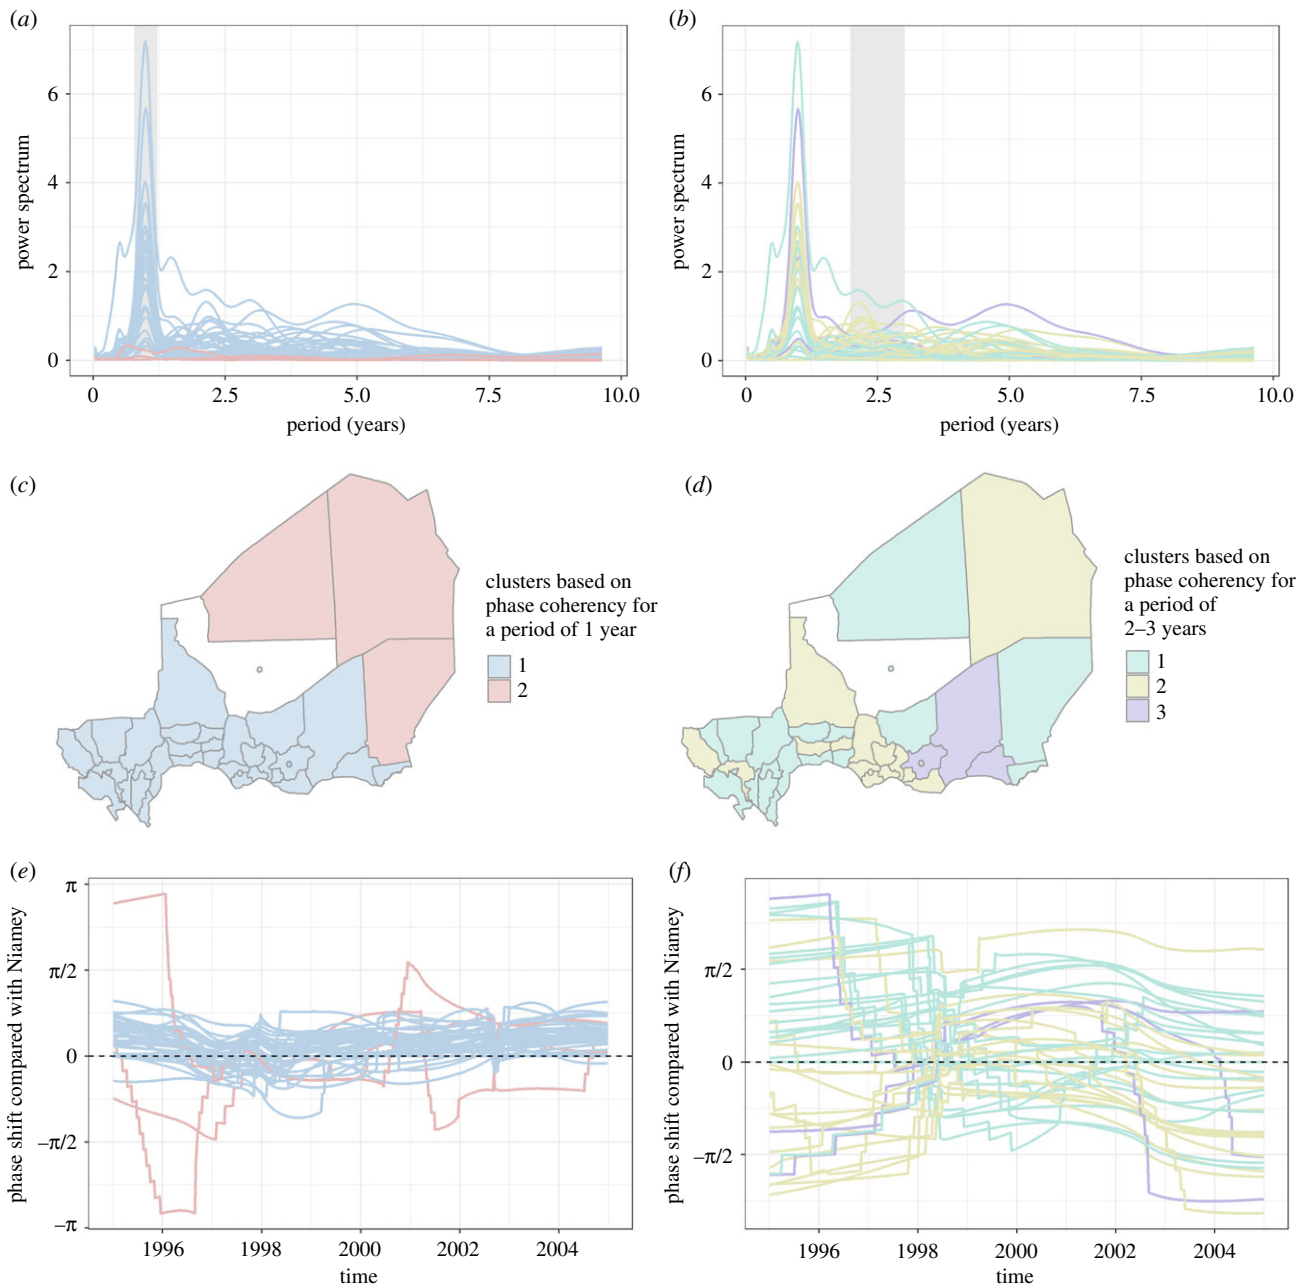 (a)
power spectrum
6
4
2
0
0
2.5
5.0
7.5
10.0
period (years)
(b)
power spectrum
6
4
2
0
0
2.5
5.0
7.5
10.0
period (years)
(c)
clusters based on
phase coherency for
a period of 1 year
1
2
(d)
clusters based on
phase coherency for
a period of
2–3 years
1
2
3
(e)
phase shift compared with Niamey
π
π/2
0
–π/2
–π
1996
1998
2000
2002
2004
time
(f)
phase shift compared with Niamey
π/2
0
–π/2
1996
1998
2000
2002
2004
time